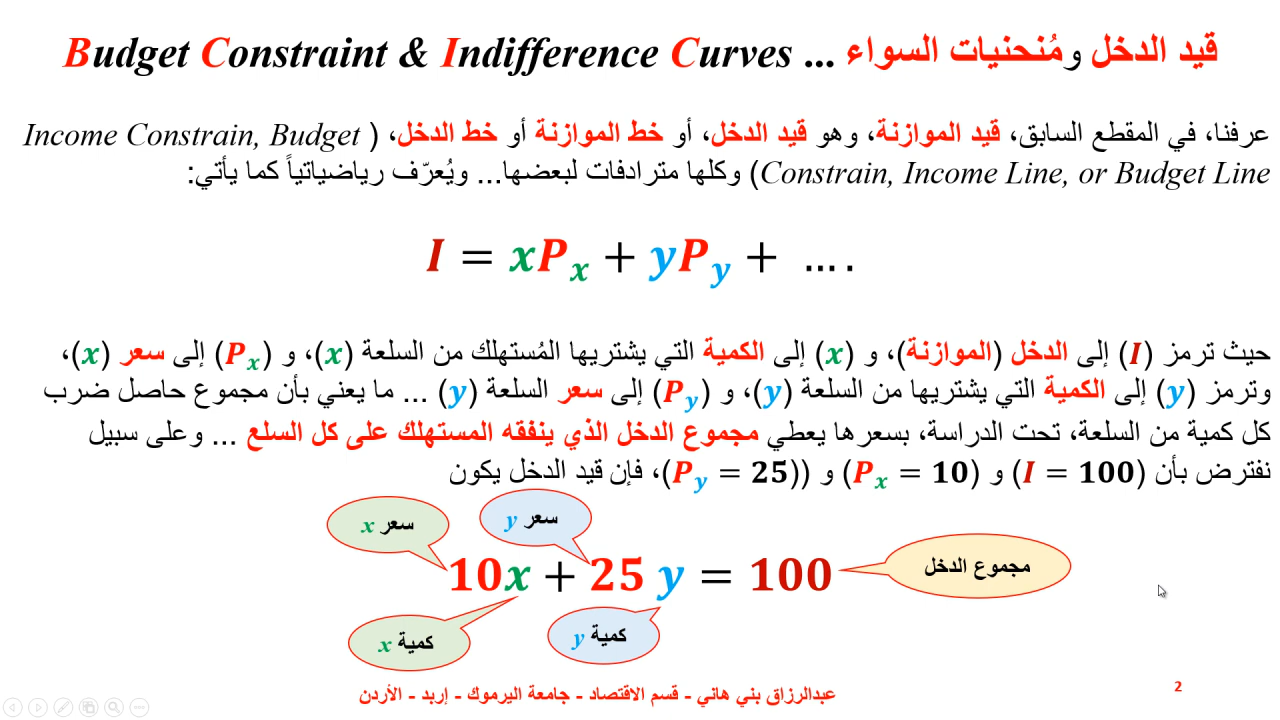 Budget Constraint & Indifference Curves ... قيد الدخل ومُنحنيات السواء
عرفنا، في المقطع السابق، قيد الموازنة، وهو قيد الدخل، أو خط الموازنة أو خط الدخل، ( Income Constrain, Budget
Constrain, Income Line, or Budget Line) وكلها مترادفات لبعضها... ويُعرّف رياضياتياً كما يأتي:
I = xPₓ + yP_y + ... .
حيث ترمز (I) إلى الدخل (الموازنة)، و (x) إلى الكمية التي يشتريها المُستهلك من السلعة (x)، و (Pₓ) إلى سعر (x)،
وترمز (y) إلى الكمية التي يشتريها من السلعة (y)، و (P_y) إلى سعر السلعة (y) ... ما يعني بأن مجموع حاصل ضرب
كل كمية من السلعة، تحت الدراسة، بسعرها يعطي مجموع الدخل الذي ينفقه المستهلك على كل السلع ... وعلى سبيل
نفترض بأن (I = 100) و (Pₓ = 10) و ((P_y = 25)، فإن قيد الدخل يكون
سعر x
سعر y
10x + 25 y = 100
مجموع الدخل
كمية x
كمية y
عبدالرزاق بني هاني - قسم الاقتصاد - جامعة اليرموك - إربد - الأردن
2